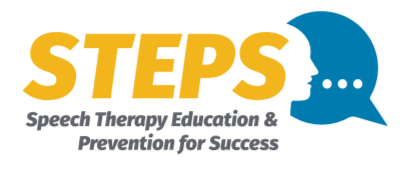 STEPS
Speech Therapy Education &
Prevention for Success